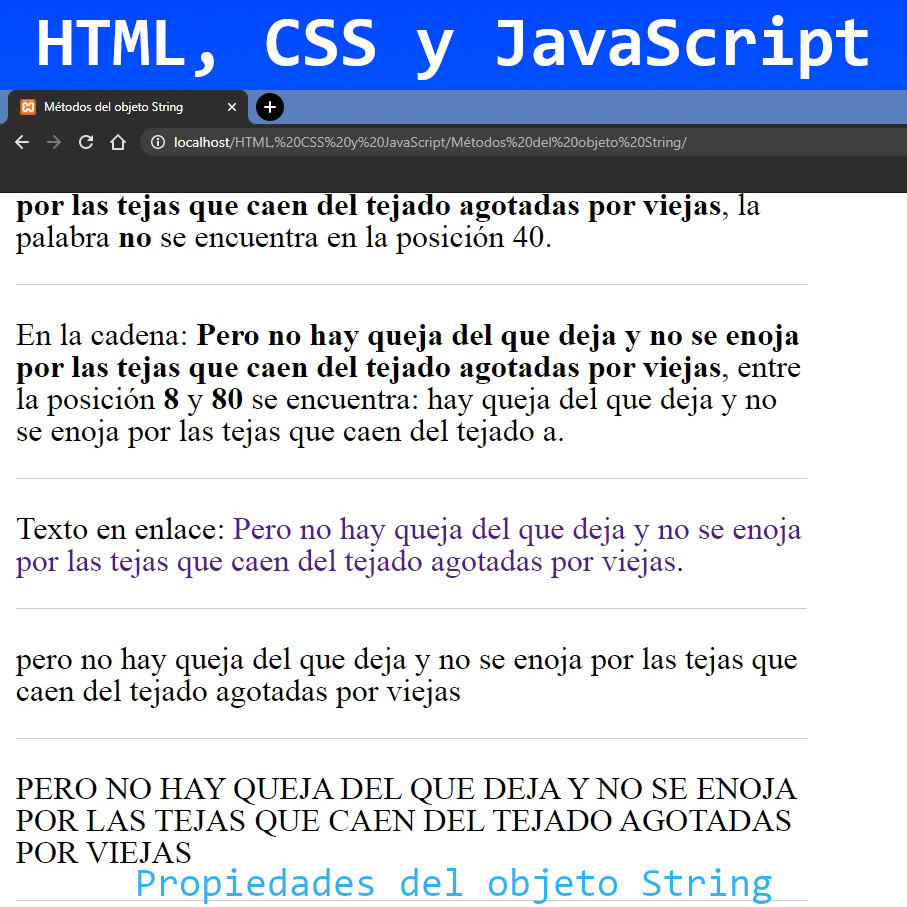 HTML, CSS y JavaScript
Métodos del objeto String
localhost/HTML,%20CSS%20y%20JavaScript/Métodos%20del%20objeto%20String/
por las tejas que caen del tejado agotadas por viejas, la
palabra no se encuentra en la posición 40.
En la cadena: Pero no hay queja del que deja y no se enoja
por las tejas que caen del tejado agotadas por viejas, entre
la posición 8 y 80 se encuentra: hay queja del que deja y no
se enoja por las tejas que caen del tejado a.
Texto en enlace: Pero no hay queja del que deja y no se enoja
por las tejas que caen del tejado agotadas por viejas.
pero no hay queja del que deja y no se enoja por las tejas que
caen del tejado agotadas por viejas
PERO NO HAY QUEJA DEL QUE DEJA Y NO SE ENOJA
POR LAS TEJAS QUE CAEN DEL TEJADO AGOTADAS
POR VIEJAS
Propiedades del objeto String